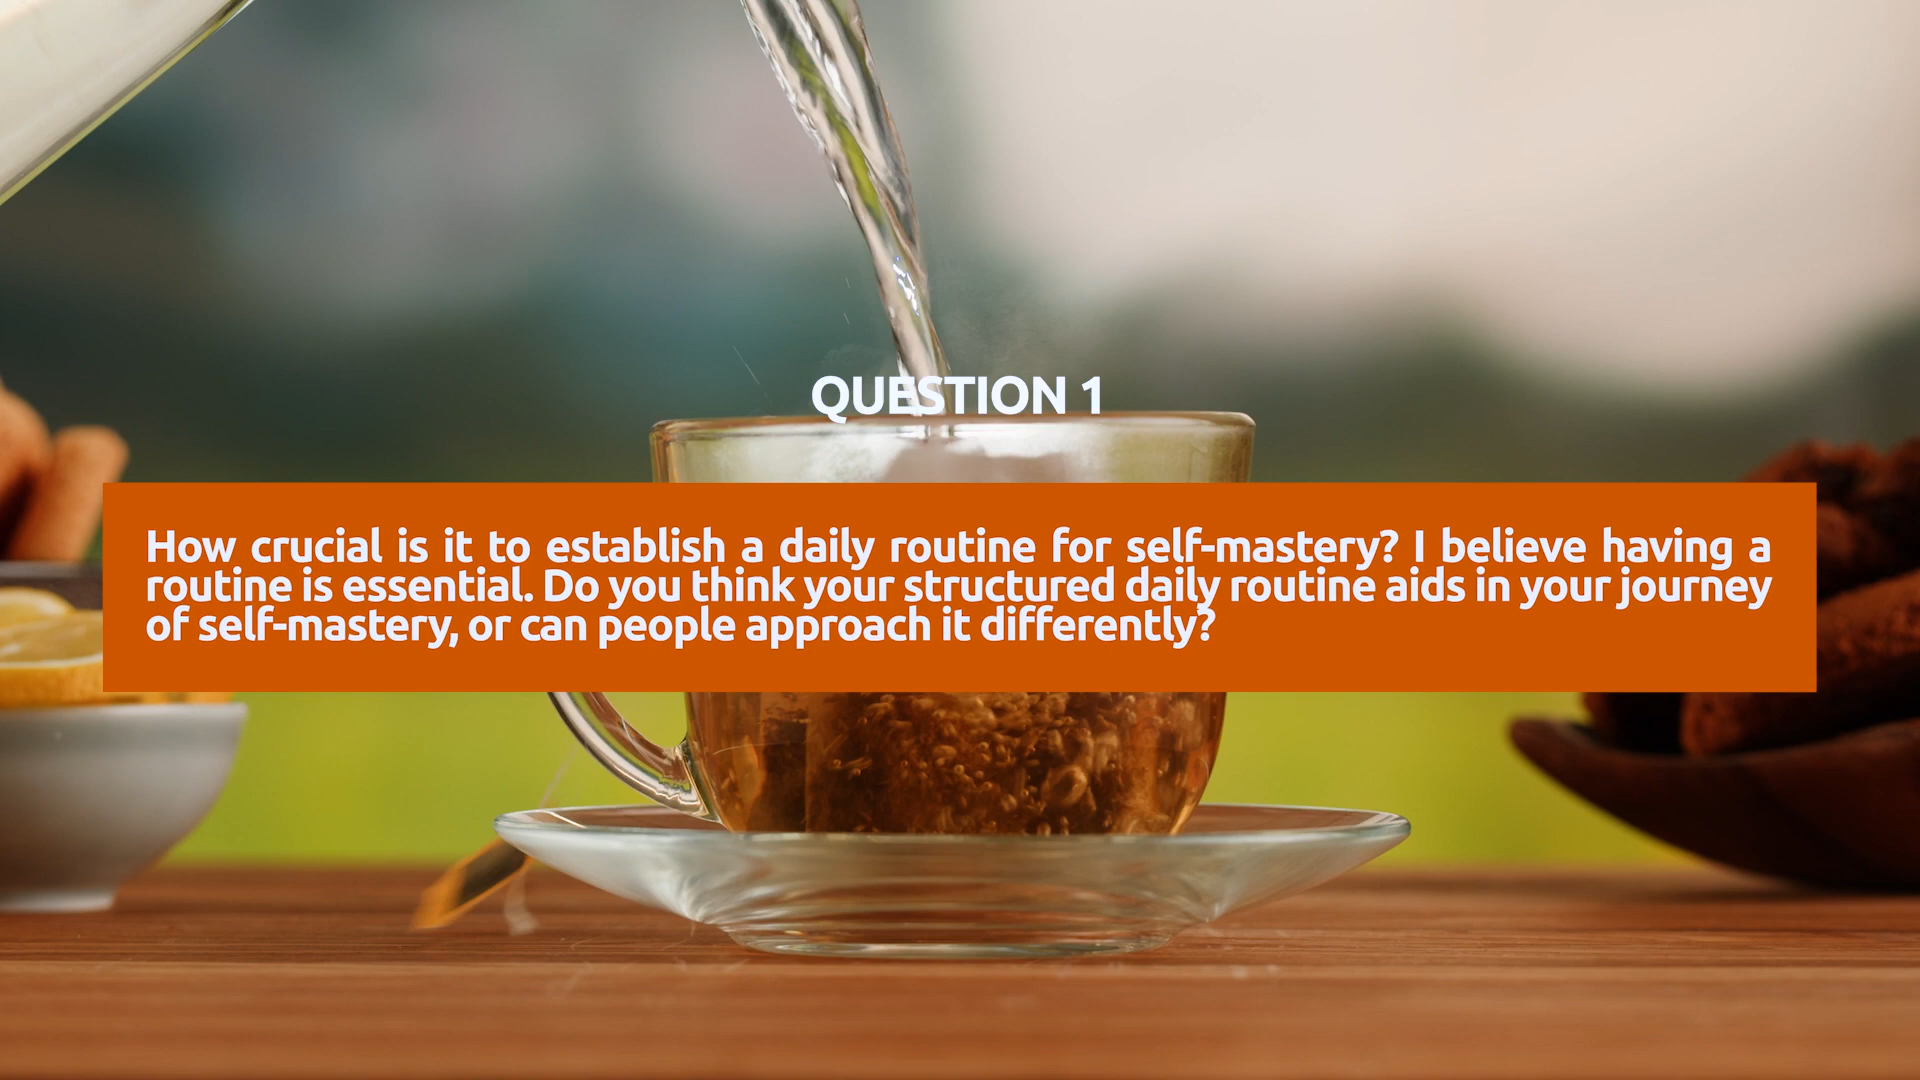 QUESTION 1
How crucial is it to establish a daily routine for self-mastery? I believe having a
routine is essential. Do you think your structured daily routine aids in your journey
of self-mastery, or can people approach it differently?